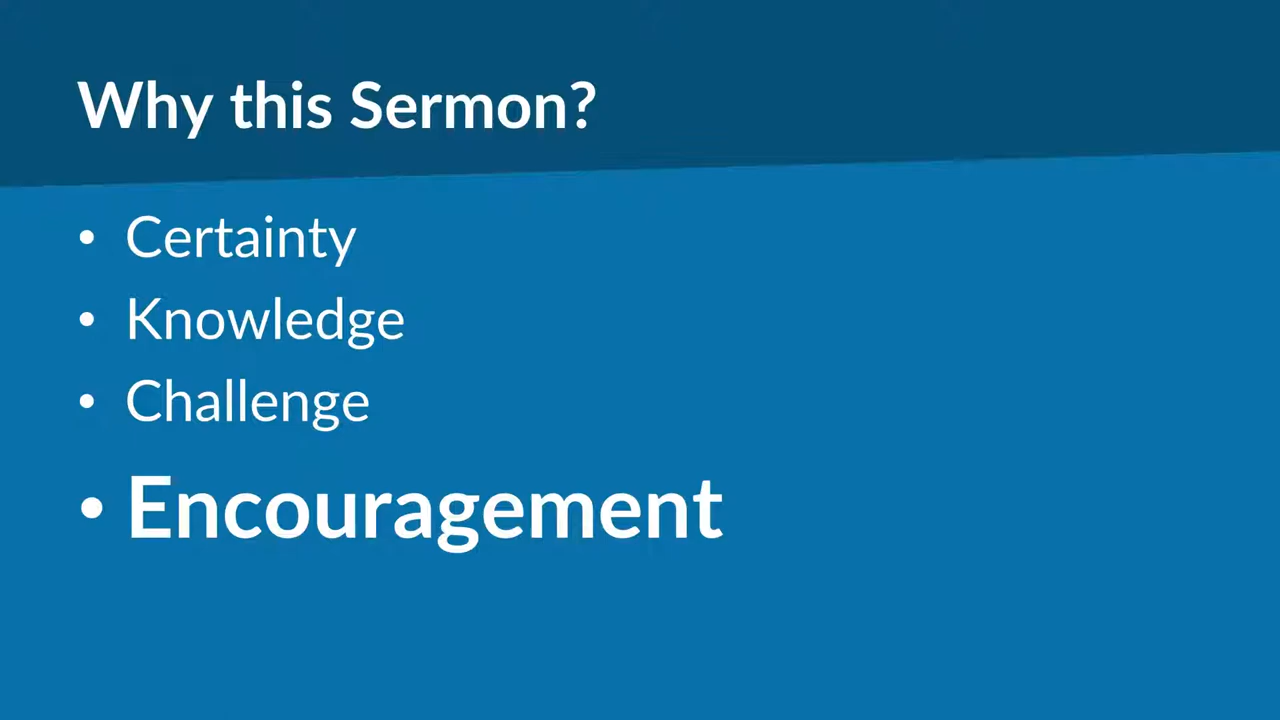 Why this Sermon?
• Certainty
• Knowledge
• Challenge
• Encouragement